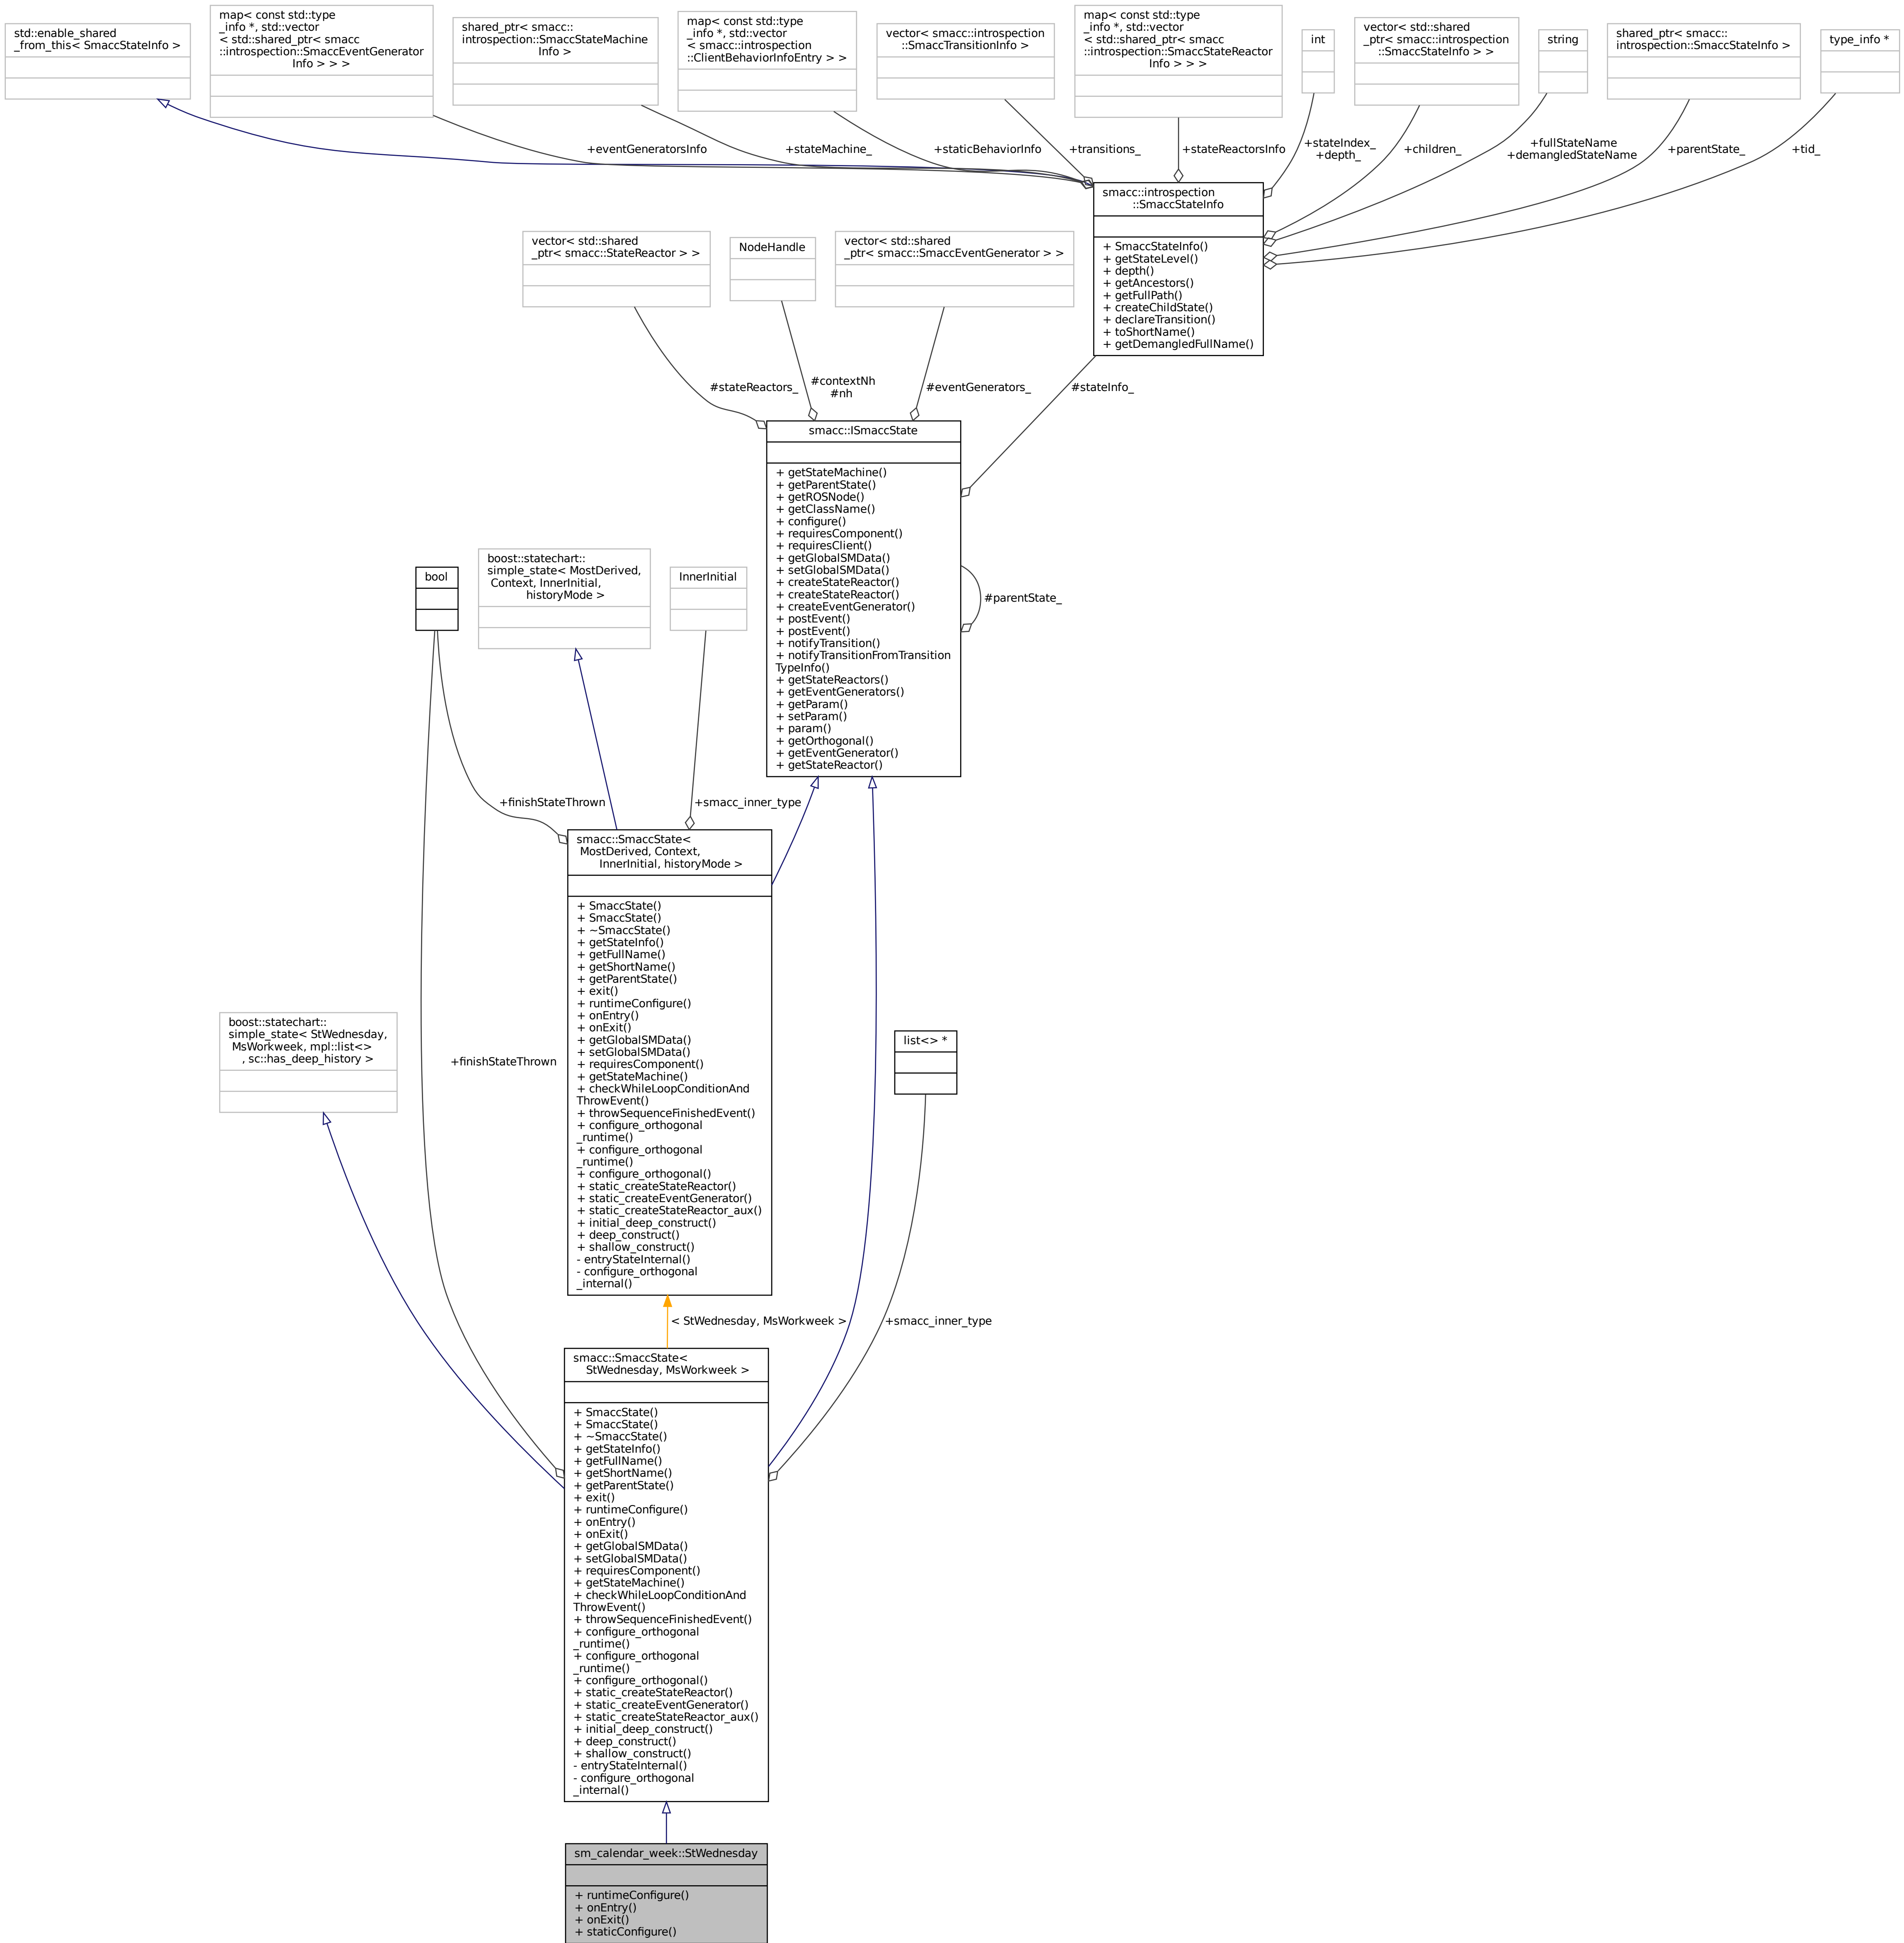 std::enable_shared
_from_this< SmaccStateInfo >
map< const std::type
_info *, std::vector
< std::shared_ptr< smacc
::introspection::SmaccEventGenerator
Info > > >
shared_ptr< smacc::
introspection::SmaccStateMachine
Info >
map< const std::type
_info *, std::vector
< smacc::introspection
::ClientBehaviorInfoEntry > >
vector< smacc::introspection
::SmaccTransitionInfo >
map< const std::type
_info *, std::vector
< std::shared_ptr< smacc
::introspection::SmaccStateReactor
Info > > >
int
vector< std::shared
_ptr< smacc::introspection
::SmaccStateInfo > >
string
shared_ptr< smacc::
introspection::SmaccStateInfo >
type_info *
+eventGeneratorsInfo
+stateMachine_
+staticBehaviorInfo
+transitions_
+stateReactorsInfo
+stateIndex_
+depth_
+children_
+fullStateName
+demangledStateName
+parentState_
+tid_
smacc::introspection
::SmaccStateInfo
+ SmaccStateInfo()
+ getStateLevel()
+ depth()
+ getAncestors()
+ getFullPath()
+ createChildState()
+ declareTransition()
+ toShortName()
+ getDemangledFullName()
vector< std::shared
_ptr< smacc::StateReactor > >
NodeHandle
vector< std::shared
_ptr< smacc::SmaccEventGenerator > >
#stateReactors_
#contextNh
#nh
#eventGenerators_
#stateInfo_
smacc::ISmaccState
+ getStateMachine()
+ getParentState()
+ getROSNode()
+ getClassName()
+ configure()
+ requiresComponent()
+ requiresClient()
+ getGlobalSMData()
+ setGlobalSMData()
+ createStateReactor()
+ createStateReactor()
+ createEventGenerator()
+ postEvent()
+ postEvent()
+ notifyTransition()
+ notifyTransitionFromTransition
TypeInfo()
+ getStateReactors()
+ getEventGenerators()
+ getParam()
+ setParam()
+ param()
+ getOrthogonal()
+ getEventGenerator()
+ getStateReactor()
#parentState_
bool
boost::statechart::
simple_state< MostDerived,
Context, InnerInitial,
historyMode >
InnerInitial
+finishStateThrown
+smacc_inner_type
smacc::SmaccState<
MostDerived, Context,
InnerInitial, historyMode >
+ SmaccState()
+ SmaccState()
+ ~SmaccState()
+ getStateInfo()
+ getFullName()
+ getShortName()
+ getParentState()
+ exit()
+ runtimeConfigure()
+ onEntry()
+ onExit()
+ getGlobalSMData()
+ setGlobalSMData()
+ requiresComponent()
+ getStateMachine()
+ checkWhileLoopConditionAnd
ThrowEvent()
+ throwSequenceFinishedEvent()
+ configure_orthogonal
_runtime()
+ configure_orthogonal
_runtime()
+ configure_orthogonal()
+ static_createStateReactor()
+ static_createEventGenerator()
+ static_createStateReactor_aux()
+ initial_deep_construct()
+ deep_construct()
+ shallow_construct()
- entryStateInternal()
- configure_orthogonal
_internal()
boost::statechart::
simple_state< StWednesday,
MsWorkweek, mpl::list<>
, sc::has_deep_history >
+finishStateThrown
list<> *
< StWednesday, MsWorkweek >
+smacc_inner_type
smacc::SmaccState<
StWednesday, MsWorkweek >
+ SmaccState()
+ SmaccState()
+ ~SmaccState()
+ getStateInfo()
+ getFullName()
+ getShortName()
+ getParentState()
+ exit()
+ runtimeConfigure()
+ onEntry()
+ onExit()
+ getGlobalSMData()
+ setGlobalSMData()
+ requiresComponent()
+ getStateMachine()
+ checkWhileLoopConditionAnd
ThrowEvent()
+ throwSequenceFinishedEvent()
+ configure_orthogonal
_runtime()
+ configure_orthogonal
_runtime()
+ configure_orthogonal()
+ static_createStateReactor()
+ static_createEventGenerator()
+ static_createStateReactor_aux()
+ initial_deep_construct()
+ deep_construct()
+ shallow_construct()
- entryStateInternal()
- configure_orthogonal
_internal()
sm_calendar_week::StWednesday
+ runtimeConfigure()
+ onEntry()
+ onExit()
+ staticConfigure()